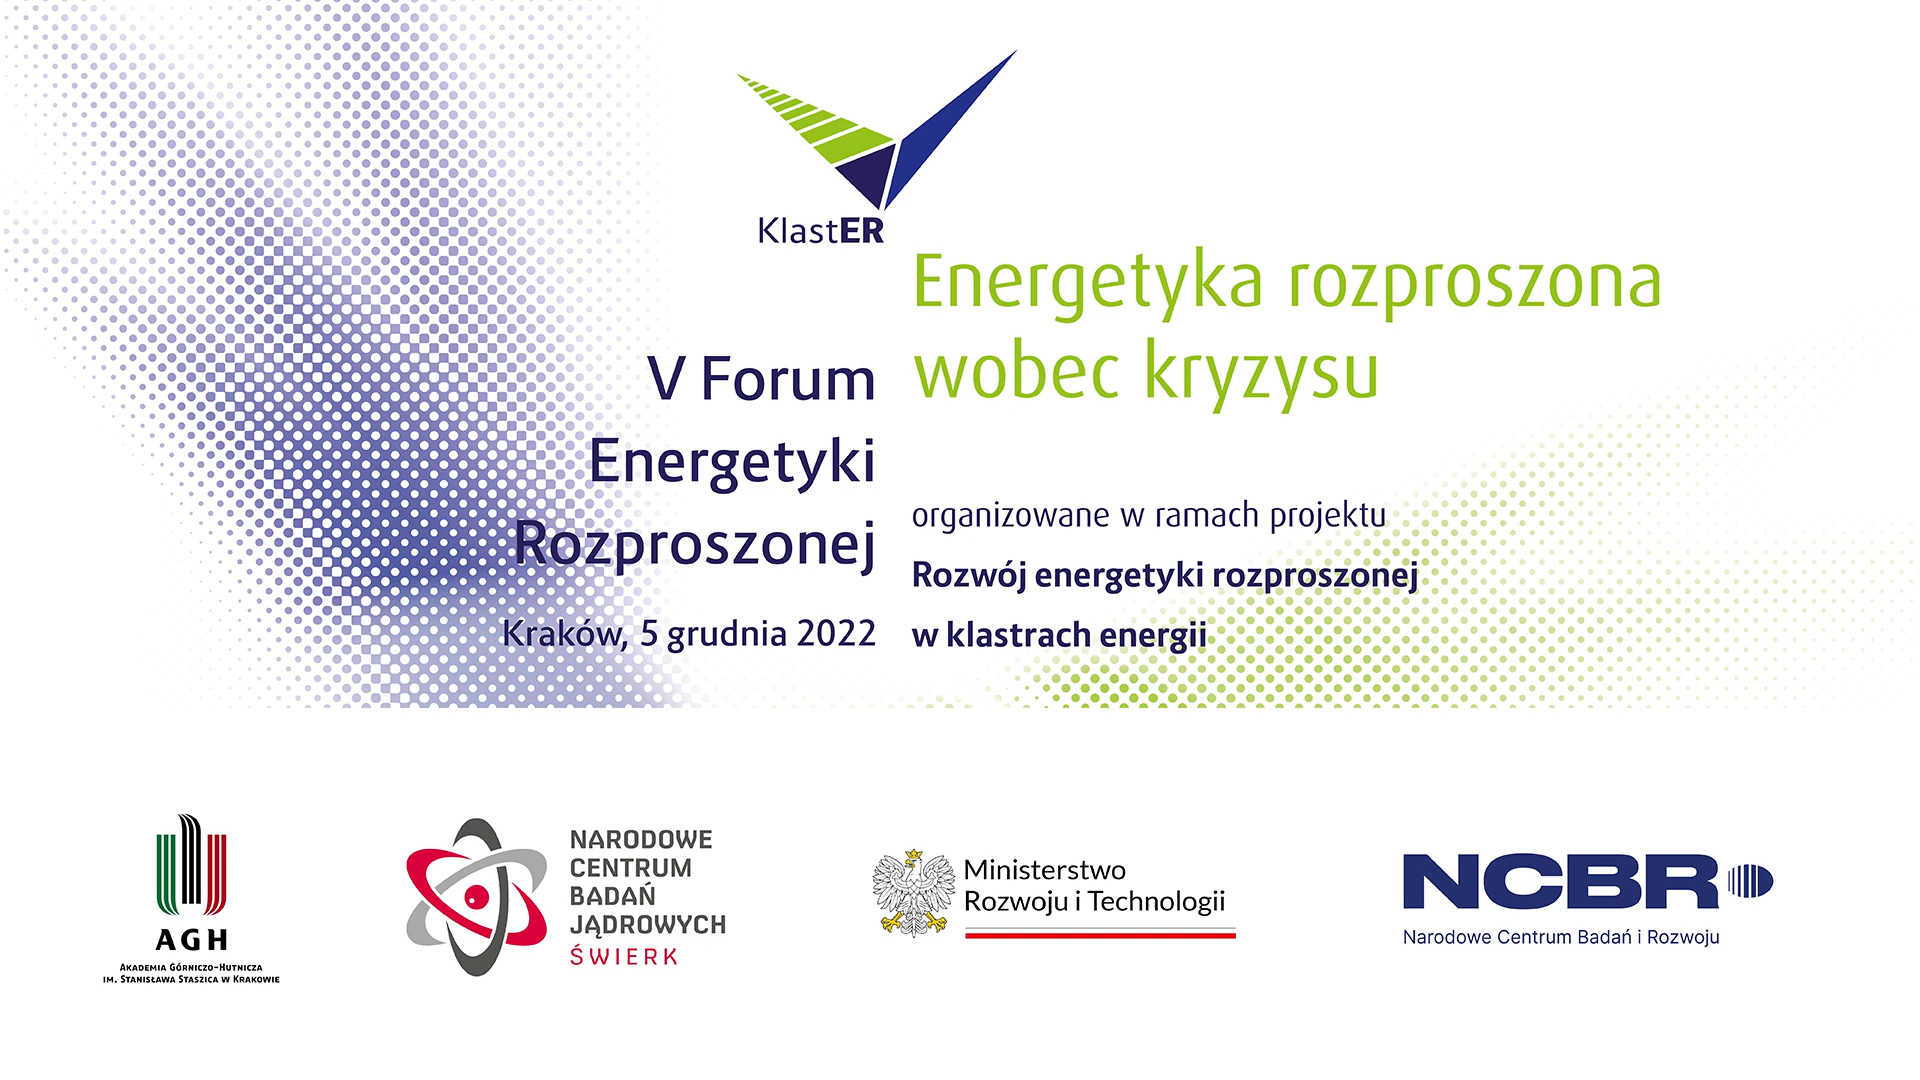 KlastER
Energetyka rozproszona
wobec kryzysu
V Forum
Energetyki
Rozproszonej
Kraków, 5 grudnia 2022
organizowane w ramach projektu
Rozwój energetyki rozproszonej
w klastrach energii
AGH
AKADEMIA GÓRNICZO-HUTNICZA
IM. STANISŁAWA STASZICA W KRAKOWIE
NARODOWE
CENTRUM
BADAŃ
JĄDROWYCH
ŚWIERK
Ministerstwo
Rozwoju i Technologii
NCBR
Narodowe Centrum Badań i Rozwoju